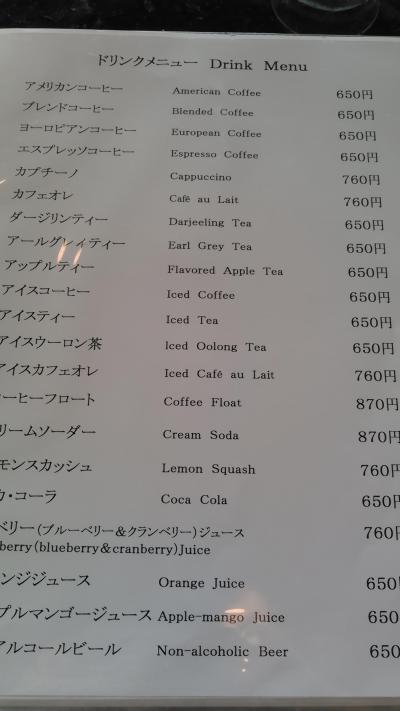 ドリンクメニュー Drink Menu
アメリカンコーヒー American Coffee 650円
ブレンドコーヒー Blended Coffee 650円
ヨーロピアンコーヒー European Coffee 650円
エスプレッソコーヒー Espresso Coffee 650円
カプチーノ Cappuccino 760円
カフェオレ Café au Lait 760円
ダージリンティー Darjeeling Tea 650円
アールグレイティー Earl Grey Tea 650円
アップルティー Flavored Apple Tea 650円
アイスコーヒー Iced Coffee 650円
アイスティー Iced Tea 650円
アイスウーロン茶 Iced Oolong Tea 650円
アイスカフェオレ Iced Café au Lait 760円
ーヒーフロート Coffee Float 870円
リームソーダー Cream Soda 870円
モンスカッシュ Lemon Squash 760円
カ・コーラ Coca Cola 650円
ベリー(ブルーベリー&クランベリー)ジュース 760円
berry(blueberry&cranberry)Juice
ンジジュース Orange Juice 650
プルマンゴージュース Apple-mango Juice 650
アルコールビール Non-alcoholic Beer 650